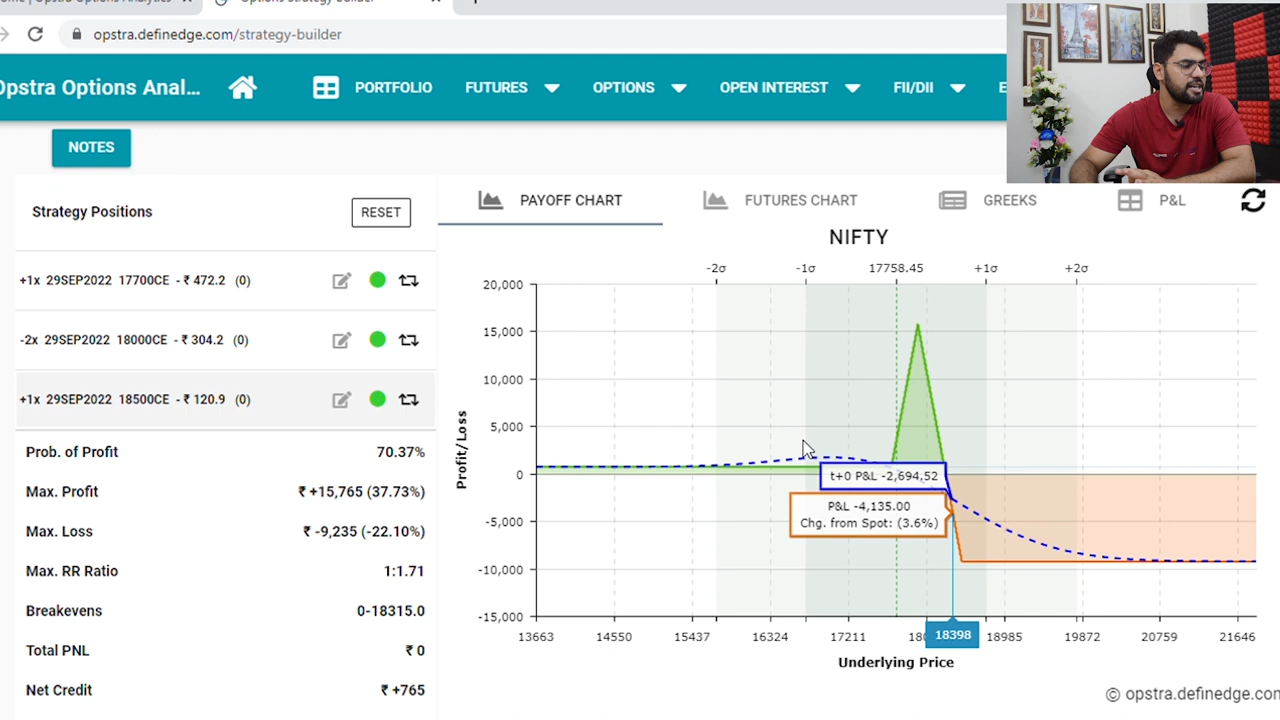 opstra.definedge.com/strategy-builder
Opstra Options Anal...
PORTFOLIO
FUTURES
OPTIONS
OPEN INTEREST
FII/DII
NOTES
Strategy Positions
RESET
+1x 29SEP2022 17700CE - ₹ 472.2 (0)
-2x 29SEP2022 18000CE - ₹ 304.2 (0)
+1x 29SEP2022 18500CE - ₹ 120.9 (0)
Prob. of Profit 70.37%
Max. Profit ₹ +15,765 (37.73%)
Max. Loss ₹ -9,235 (-22.10%)
Max. RR Ratio 1:1.71
Breakevens 0-18315.0
Total PNL ₹ 0
Net Credit ₹ +765
PAYOFF CHART
FUTURES CHART
GREEKS
P&L
NIFTY
-2σ -1σ 17758.45 +1σ +2σ
20,000
15,000
10,000
5,000
0
-5,000
-10,000
-15,000
Profit/Loss
t+0 P&L -2,694.52
P&L -4,135.00
Chg. from Spot: (3.6%)
13663 14550 15437 16324 17211 18398 18985 19872 20759 21646
Underlying Price
© opstra.definedge.com